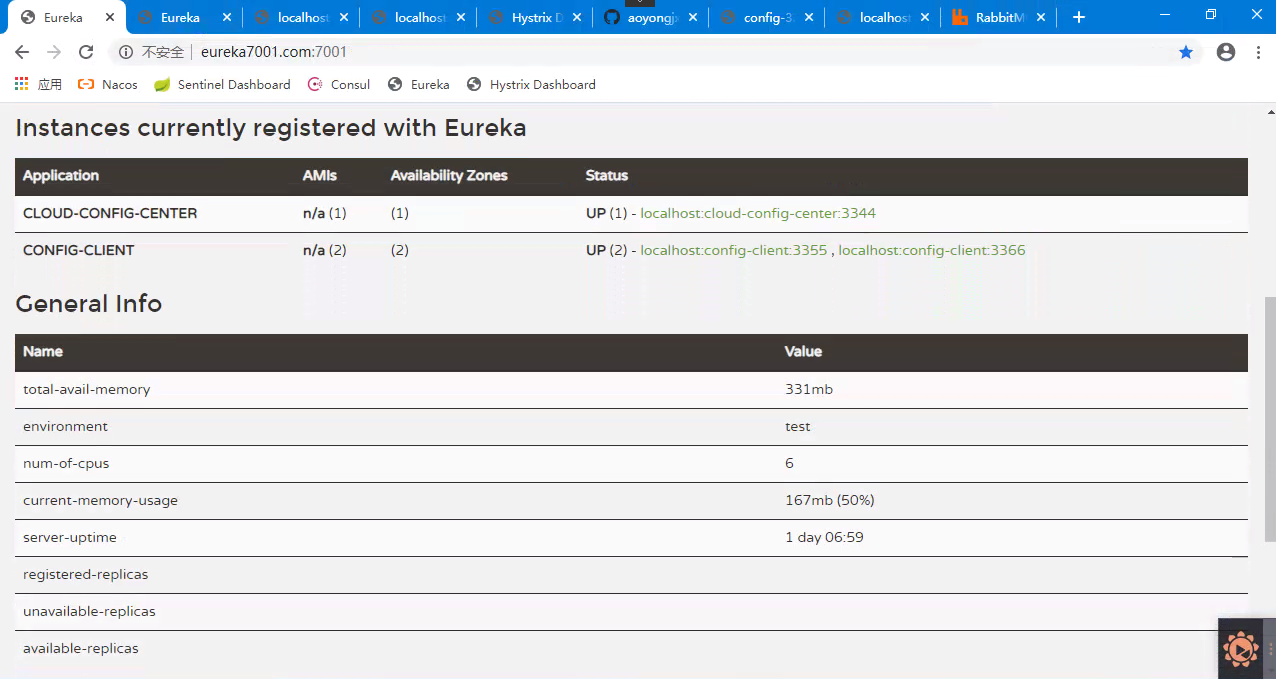 Eureka Eureka localhost localhost Hystrix D aoyongj config-3 localhost RabbitM
不安全 eureka7001.com:7001
应用 Nacos Sentinel Dashboard Consul Eureka Hystrix Dashboard
Instances currently registered with Eureka
Application AMIs Availability Zones Status
CLOUD-CONFIG-CENTER n/a (1) (1) UP (1) - localhost:cloud-config-center:3344
CONFIG-CLIENT n/a (2) (2) UP (2) - localhost:config-client:3355 , localhost:config-client:3366
General Info
Name Value
total-avail-memory 331mb
environment test
num-of-cpus 6
current-memory-usage 167mb (50%)
server-uptime 1 day 06:59
registered-replicas
unavailable-replicas
available-replicas